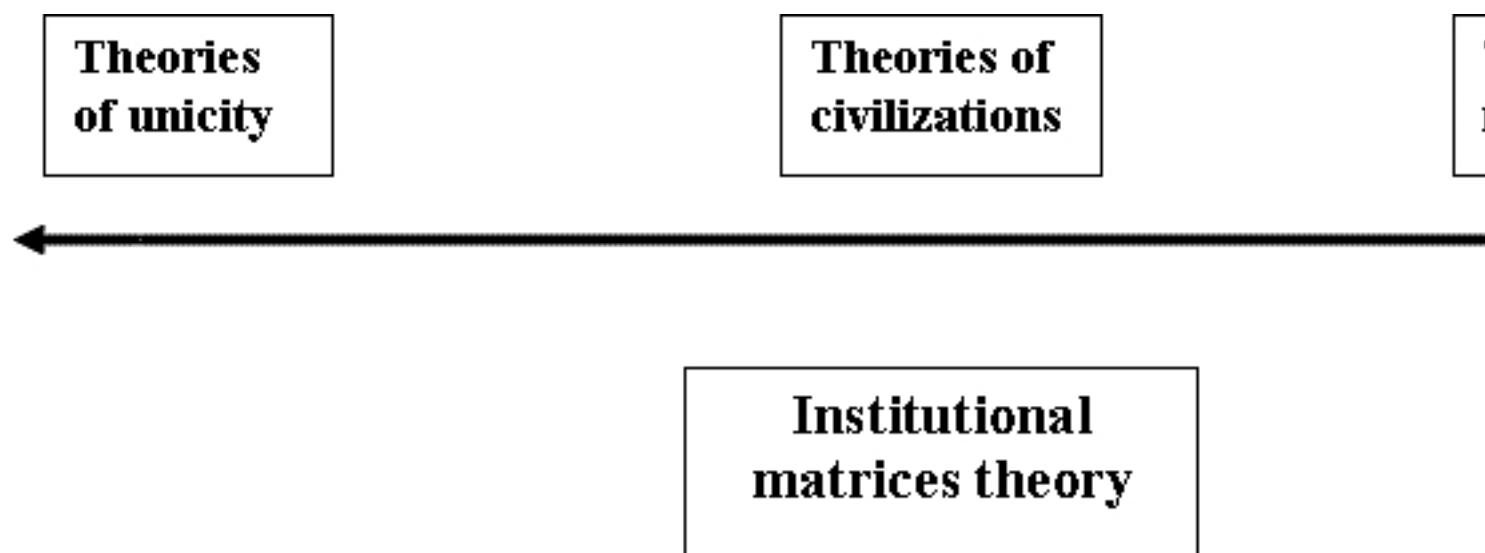 Theories
of unicity
Theories of
civilizations
Institutional
matrices theory